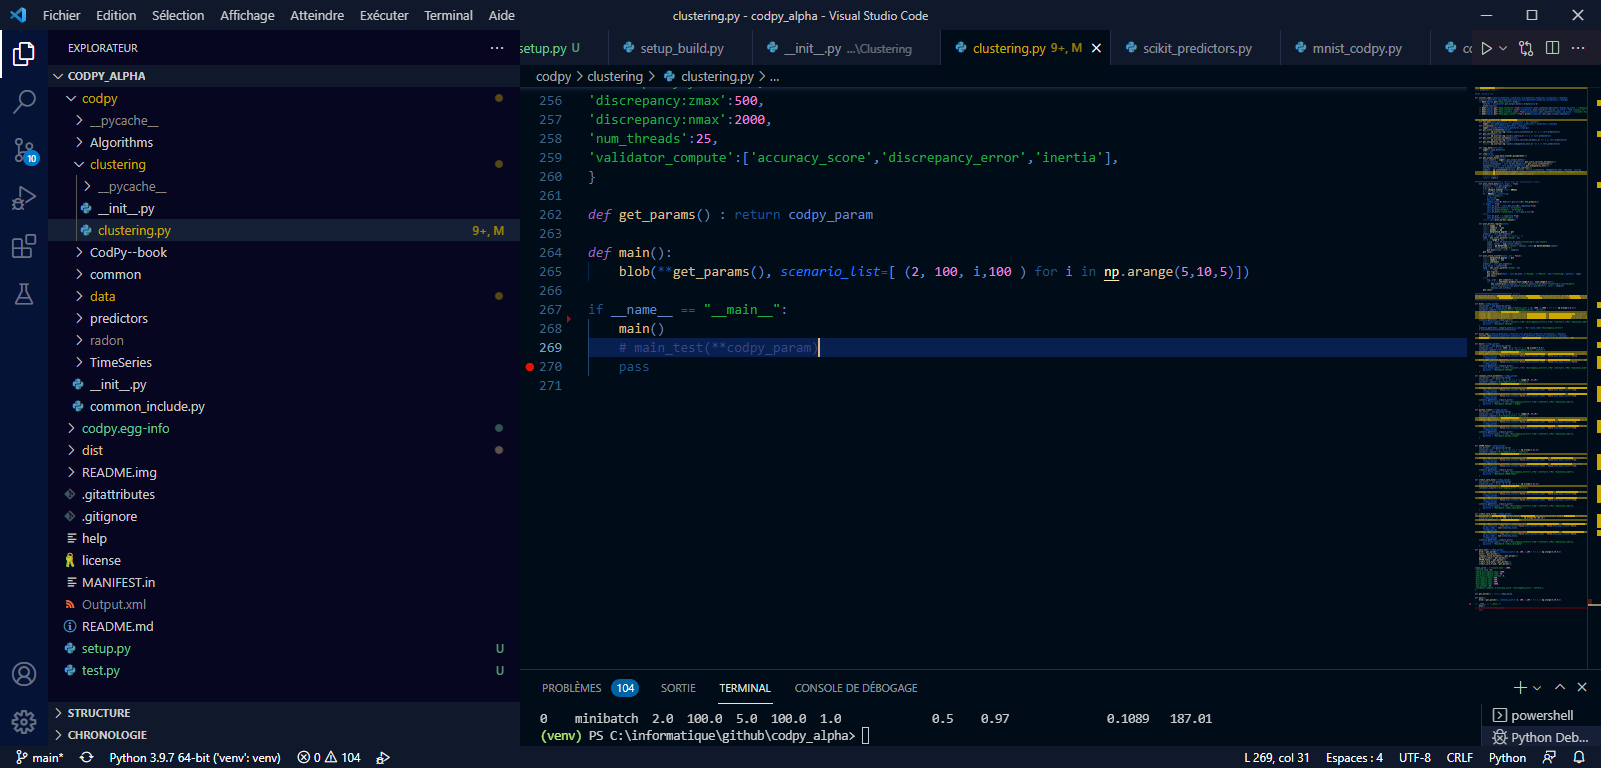 Fichier Edition Sélection Affichage Atteindre Exécuter Terminal Aide
clustering.py - codpy_alpha - Visual Studio Code
EXPLORATEUR
setup.py U
setup_build.py
__init__.py ...\Clustering
clustering.py 9+, M
scikit_predictors.py
mnist_codpy.py
CODPY_ALPHA
codpy > clustering > clustering.py > ...
codpy
__pycache__
Algorithms
clustering
__pycache__
__init__.py
clustering.py 9+, M
CodPy--book
common
data
predictors
radon
TimeSeries
__init__.py
common_include.py
codpy.egg-info
dist
README.img
.gitattributes
.gitignore
help
license
MANIFEST.in
Output.xml
README.md
setup.py U
test.py U
STRUCTURE
CHRONOLOGIE
10
256 'discrepancy:zmax':500,
257 'discrepancy:nmax':2000,
258 'num_threads':25,
259 'validator_compute':['accuracy_score','discrepancy_error','inertia'],
260 }
261
262 def get_params() : return codpy_param
263
264 def main():
265 blob(**get_params(), scenario_list=[ (2, 100, i,100 ) for i in np.arange(5,10,5)])
266
267 if __name__ == "__main__":
268 main()
269 # main_test(**codpy_param)
270 pass
271
PROBLÈMES 104 SORTIE TERMINAL CONSOLE DE DÉBOGAGE
0 minibatch 2.0 100.0 5.0 100.0 1.0 0.5 0.97 0.1089 187.01
(venv) PS C:\informatique\github\codpy_alpha>
powershell
Python Deb...
main* Python 3.9.7 64-bit ('venv': venv) 0 104
L 269, col 31 Espaces : 4 UTF-8 CRLF Python